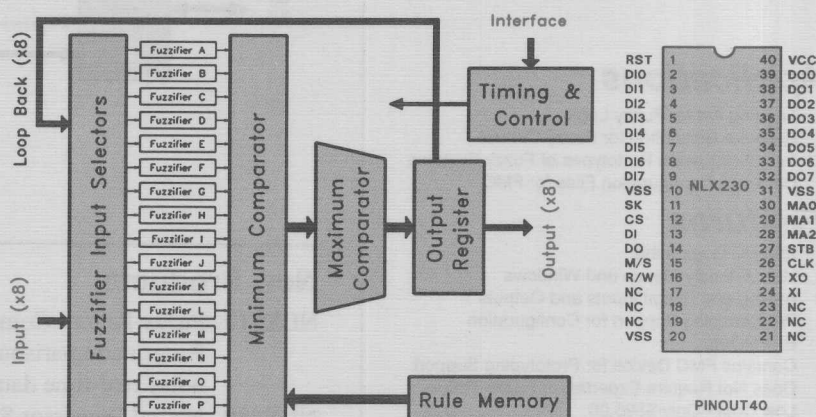 Interface
Loop Back (x8)
Input (x8)
Fuzzifier Input Selectors
Fuzzifier A
Fuzzifier B
Fuzzifier C
Fuzzifier D
Fuzzifier E
Fuzzifier F
Fuzzifier G
Fuzzifier H
Fuzzifier I
Fuzzifier J
Fuzzifier K
Fuzzifier L
Fuzzifier M
Fuzzifier N
Fuzzifier O
Fuzzifier P
Minimum Comparator
Maximum
Comparator
Output
Register
Timing &
Control
Output (x8)
Rule Memory
RST 1 40 VCC
DI0 2 39 DO0
DI1 3 38 DO1
DI2 4 37 DO2
DI3 5 36 DO3
DI4 6 35 DO4
DI5 7 34 DO5
DI6 8 33 DO6
DI7 9 32 DO7
NLX230
VSS 10 31 VSS
SK 11 30 MA0
CS 12 29 MA1
DI 13 28 MA2
DO 14 27 STB
M/S 15 26 CLK
R/W 16 25 XO
NC 17 24 XI
NC 18 23 NC
NC 19 22 NC
VSS 20 21 NC
PINOUT40